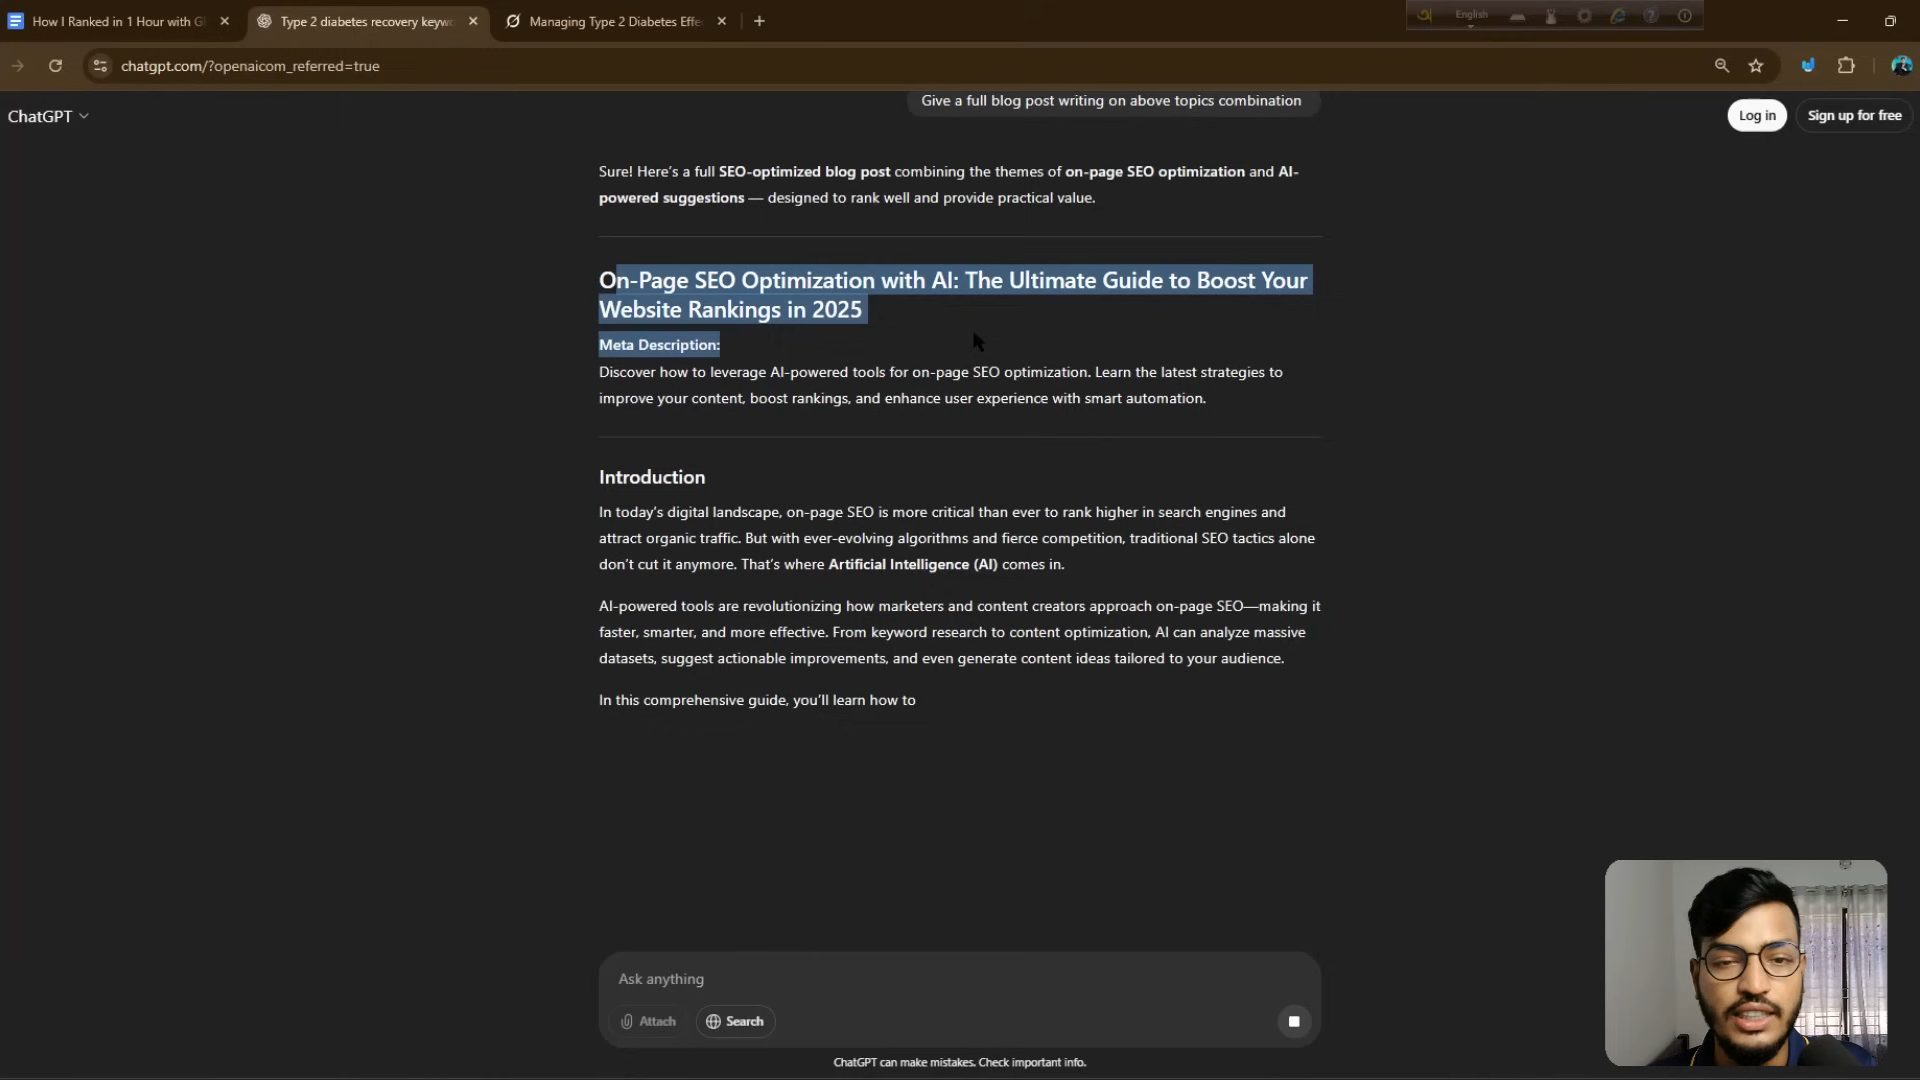 How I Ranked in 1 Hour with G
Type 2 diabetes recovery keywo
Managing Type 2 Diabetes Effe
English
chatgpt.com/?openaicom_referred=true
ChatGPT
Log in
Sign up for free
Give a full blog post writing on above topics combination
Sure! Here's a full SEO-optimized blog post combining the themes of on-page SEO optimization and AI-
powered suggestions — designed to rank well and provide practical value.
On-Page SEO Optimization with AI: The Ultimate Guide to Boost Your
Website Rankings in 2025
Meta Description:
Discover how to leverage AI-powered tools for on-page SEO optimization. Learn the latest strategies to
improve your content, boost rankings, and enhance user experience with smart automation.
Introduction
In today's digital landscape, on-page SEO is more critical than ever to rank higher in search engines and
attract organic traffic. But with ever-evolving algorithms and fierce competition, traditional SEO tactics alone
don't cut it anymore. That's where Artificial Intelligence (AI) comes in.
AI-powered tools are revolutionizing how marketers and content creators approach on-page SEO—making it
faster, smarter, and more effective. From keyword research to content optimization, AI can analyze massive
datasets, suggest actionable improvements, and even generate content ideas tailored to your audience.
In this comprehensive guide, you'll learn how to
Ask anything
Attach
Search
ChatGPT can make mistakes. Check important info.